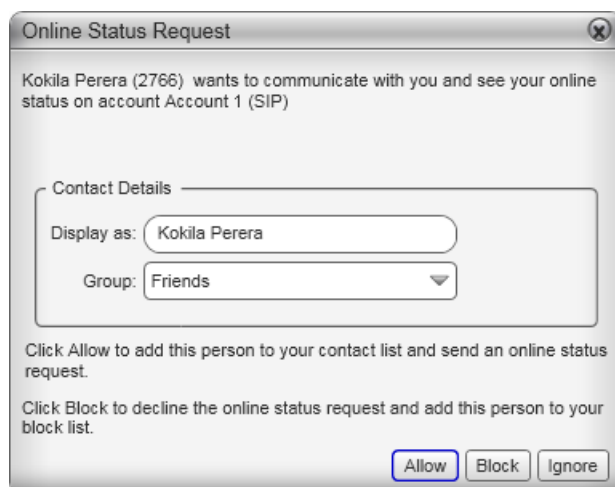 Online Status Request
Kokila Perera (2766)  wants to communicate with you and see your online
status on account Account 1 (SIP)
Contact Details
Display as: Kokila Perera
Group: Friends
Click Allow to add this person to your contact list and send an online status
request.
Click Block to decline the online status request and add this person to your
block list.
Allow Block Ignore